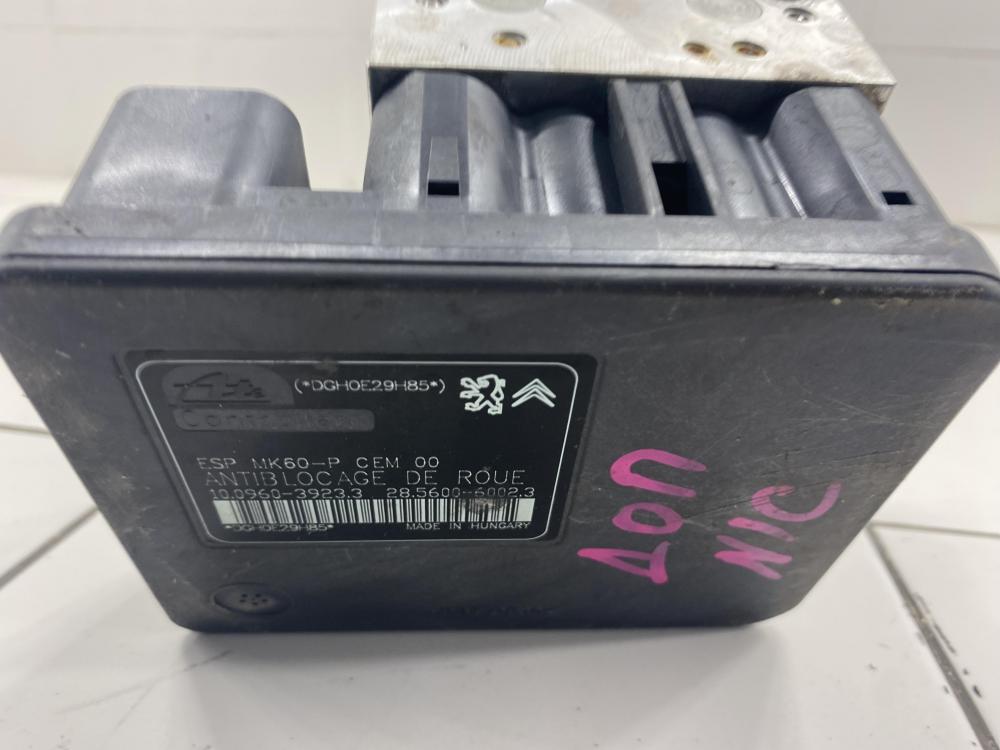 (*DGH0E29H85*)
ESP MK60-P CEM 00
ANTIBLOCAGE DE ROUE
10.0960-3923.3 28.5600-6002.3
*DGH0E29H85*
MADE IN HUNGARY
ДОП
NIC